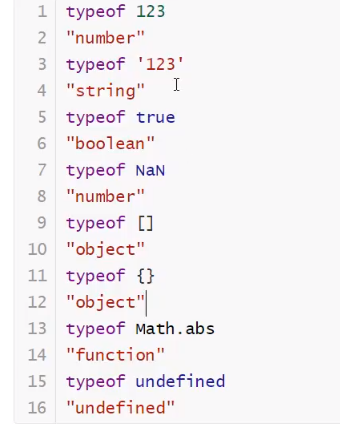 1 typeof 123
2 "number"
3 typeof '123'
4 "string"
5 typeof true
6 "boolean"
7 typeof NaN
8 "number"
9 typeof []
10 "object"
11 typeof {}
12 "object"
13 typeof Math.abs
14 "function"
15 typeof undefined
16 "undefined"